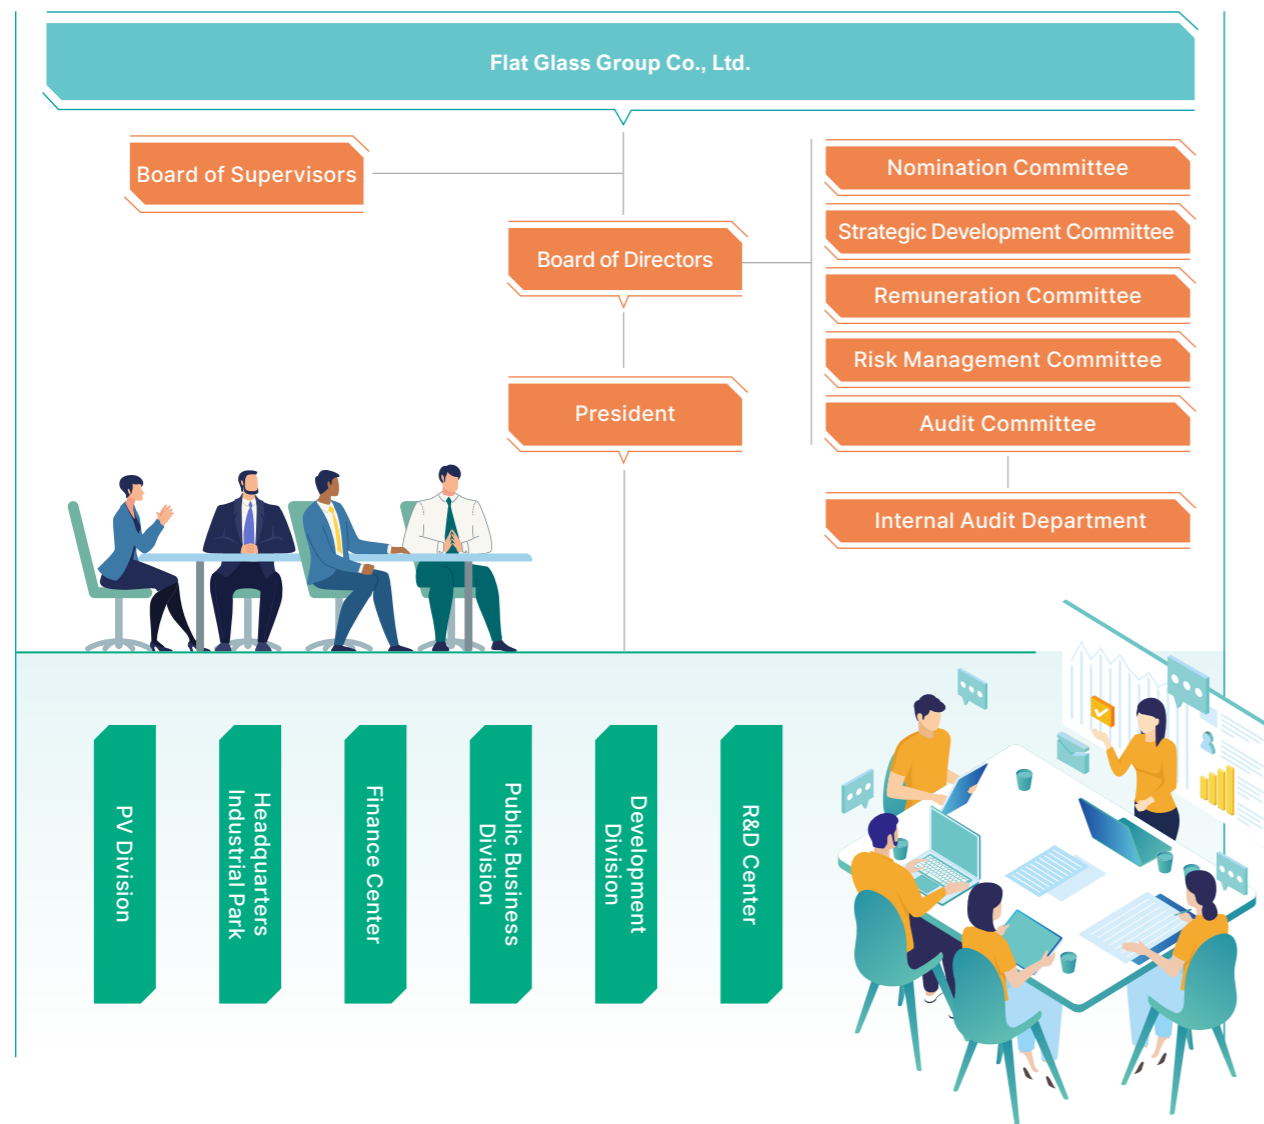 Flat Glass Group Co., Ltd.
Board of Supervisors
Board of Directors
President
Nomination Committee
Strategic Development Committee
Remuneration Committee
Risk Management Committee
Audit Committee
Internal Audit Department
PV Division
Headquarters
Industrial Park
Finance Center
Public Business
Division
Development
Division
R&D Center